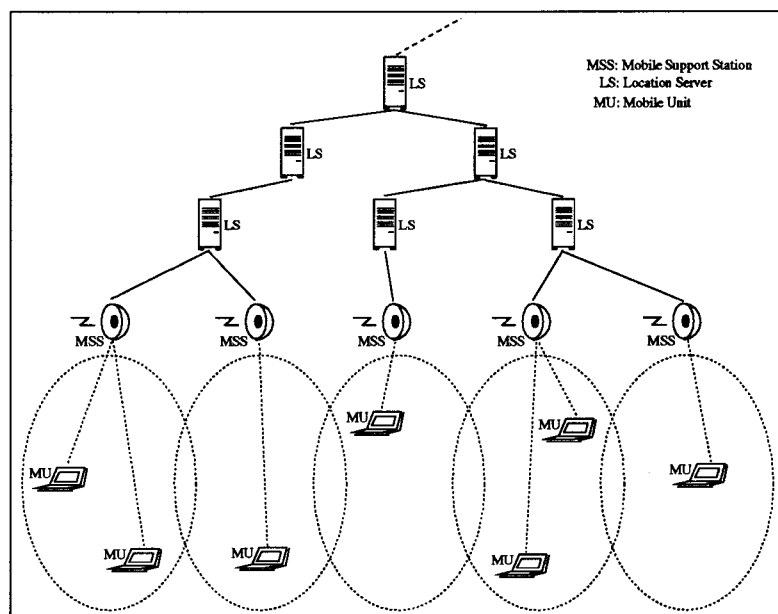 MSS: Mobile Support Station
LS: Location Server
MU: Mobile Unit
LS
LS
LS
LS
LS
LS
MSS
MSS
MSS
MSS
MSS
MU
MU
MU
MU
MU
MU
MU